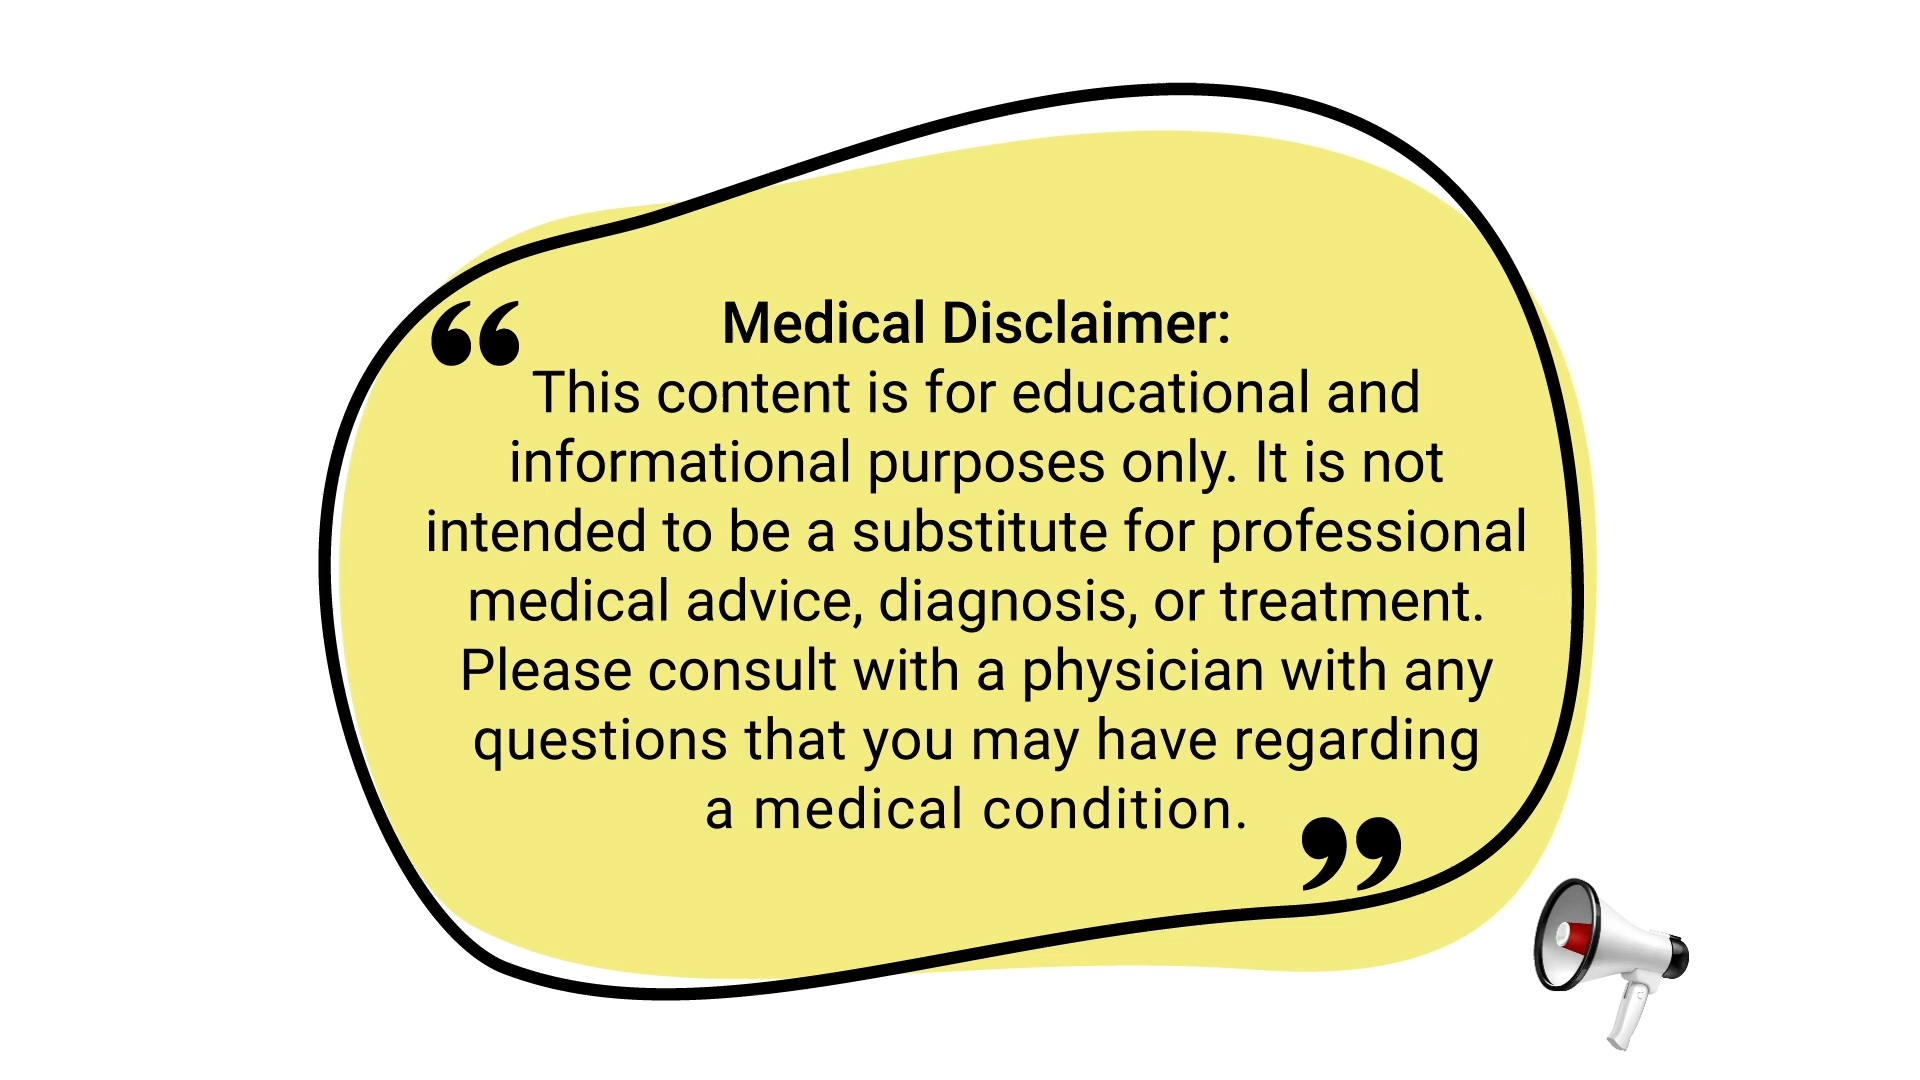 Medical Disclaimer:
This content is for educational and
informational purposes only. It is not
intended to be a substitute for professional
medical advice, diagnosis, or treatment.
Please consult with a physician with any
questions that you may have regarding
a medical condition.